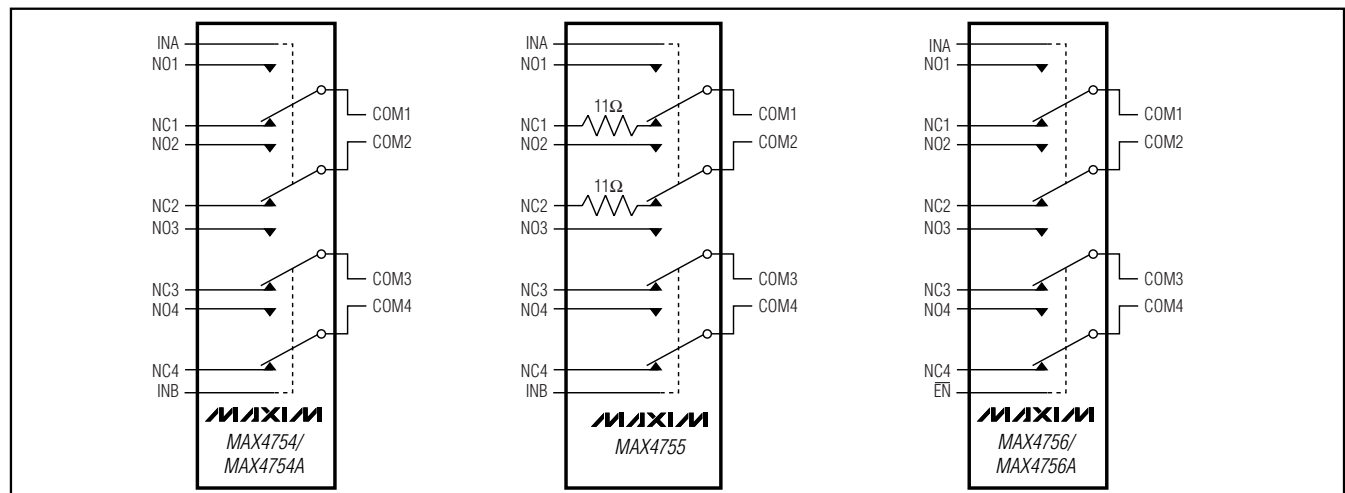 INA
NO1
COM1
NC1
NO2
COM2
NC2
NO3
COM3
NC3
NO4
COM4
NC4
INB
MAXIM
MAX4754/
MAX4754A
INA
NO1
11Ω
COM1
NC1
NO2
COM2
11Ω
NC2
NO3
COM3
NC3
NO4
COM4
NC4
INB
MAXIM
MAX4755
INA
NO1
COM1
NC1
NO2
COM2
NC2
NO3
COM3
NC3
NO4
COM4
NC4
E̅N̅
MAXIM
MAX4756/
MAX4756A